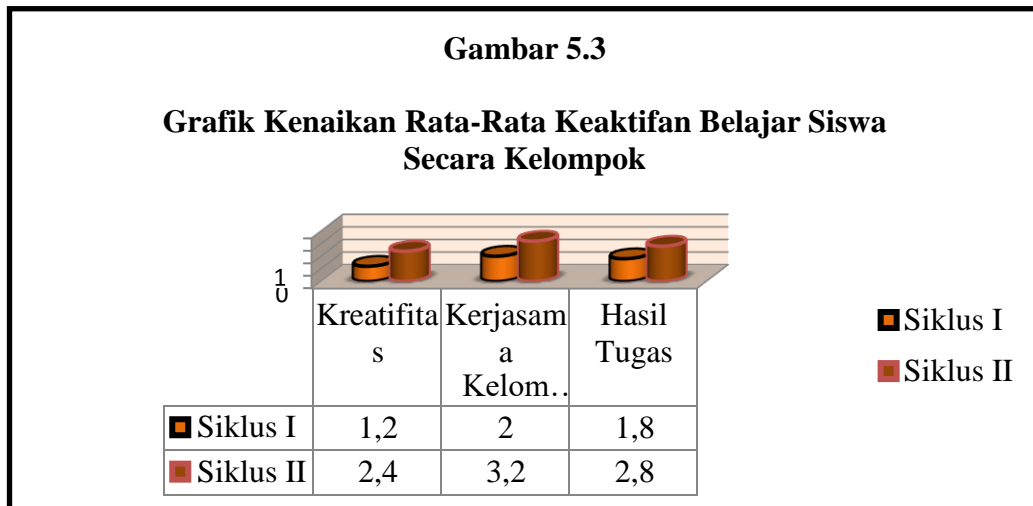 Gambar 5.3
Grafik Kenaikan Rata-Rata Keaktifan Belajar Siswa
Secara Kelompok
1
0
Kreatifita
s
Kerjasam
a
Kelom..
Hasil
Tugas
Siklus I 1,2 2 1,8
Siklus II 2,4 3,2 2,8
Siklus I
Siklus II